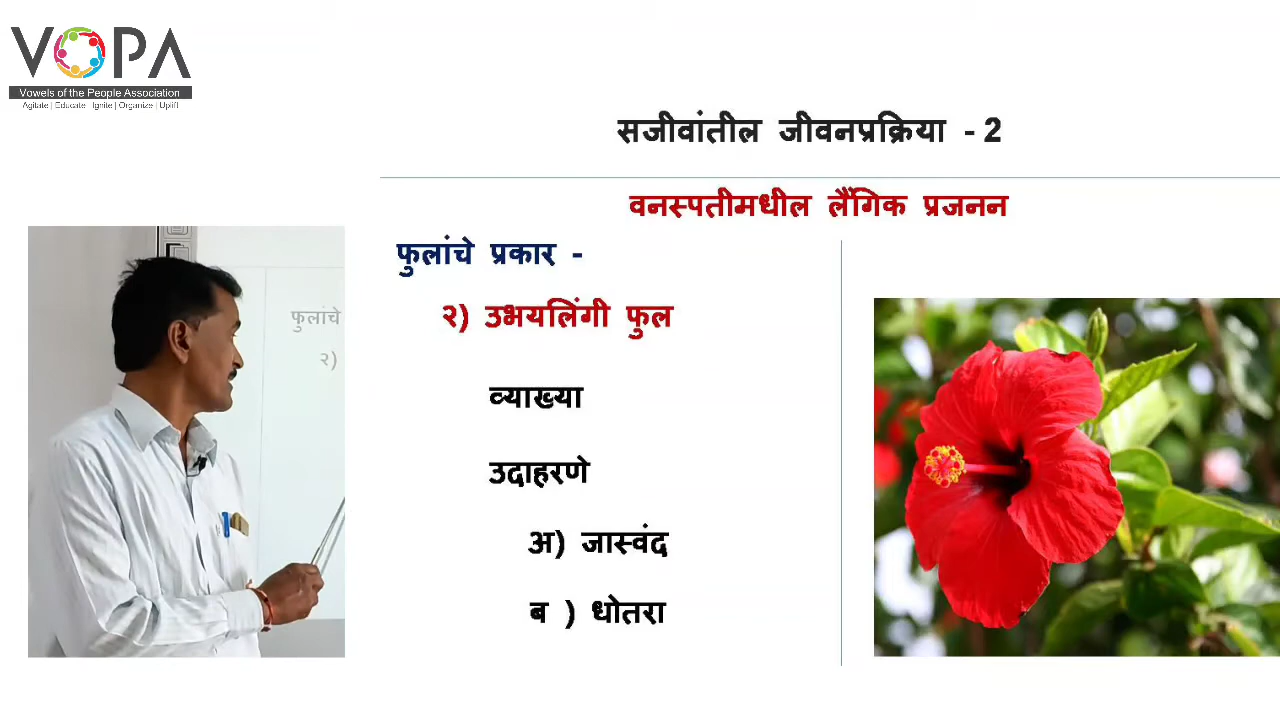 VOPA
Vowels of the People Association
Agitate | Educate | Ignite | Organize | Uplift
सजीवांतील जीवनप्रक्रिया - 2
वनस्पतीमधील लैंगिक प्रजनन
फुलांचे प्रकार -
२) उभयलिंगी फुल
व्याख्या
उदाहरणे
अ) जास्वंद
ब ) धोतरा
फुलांचे
२)